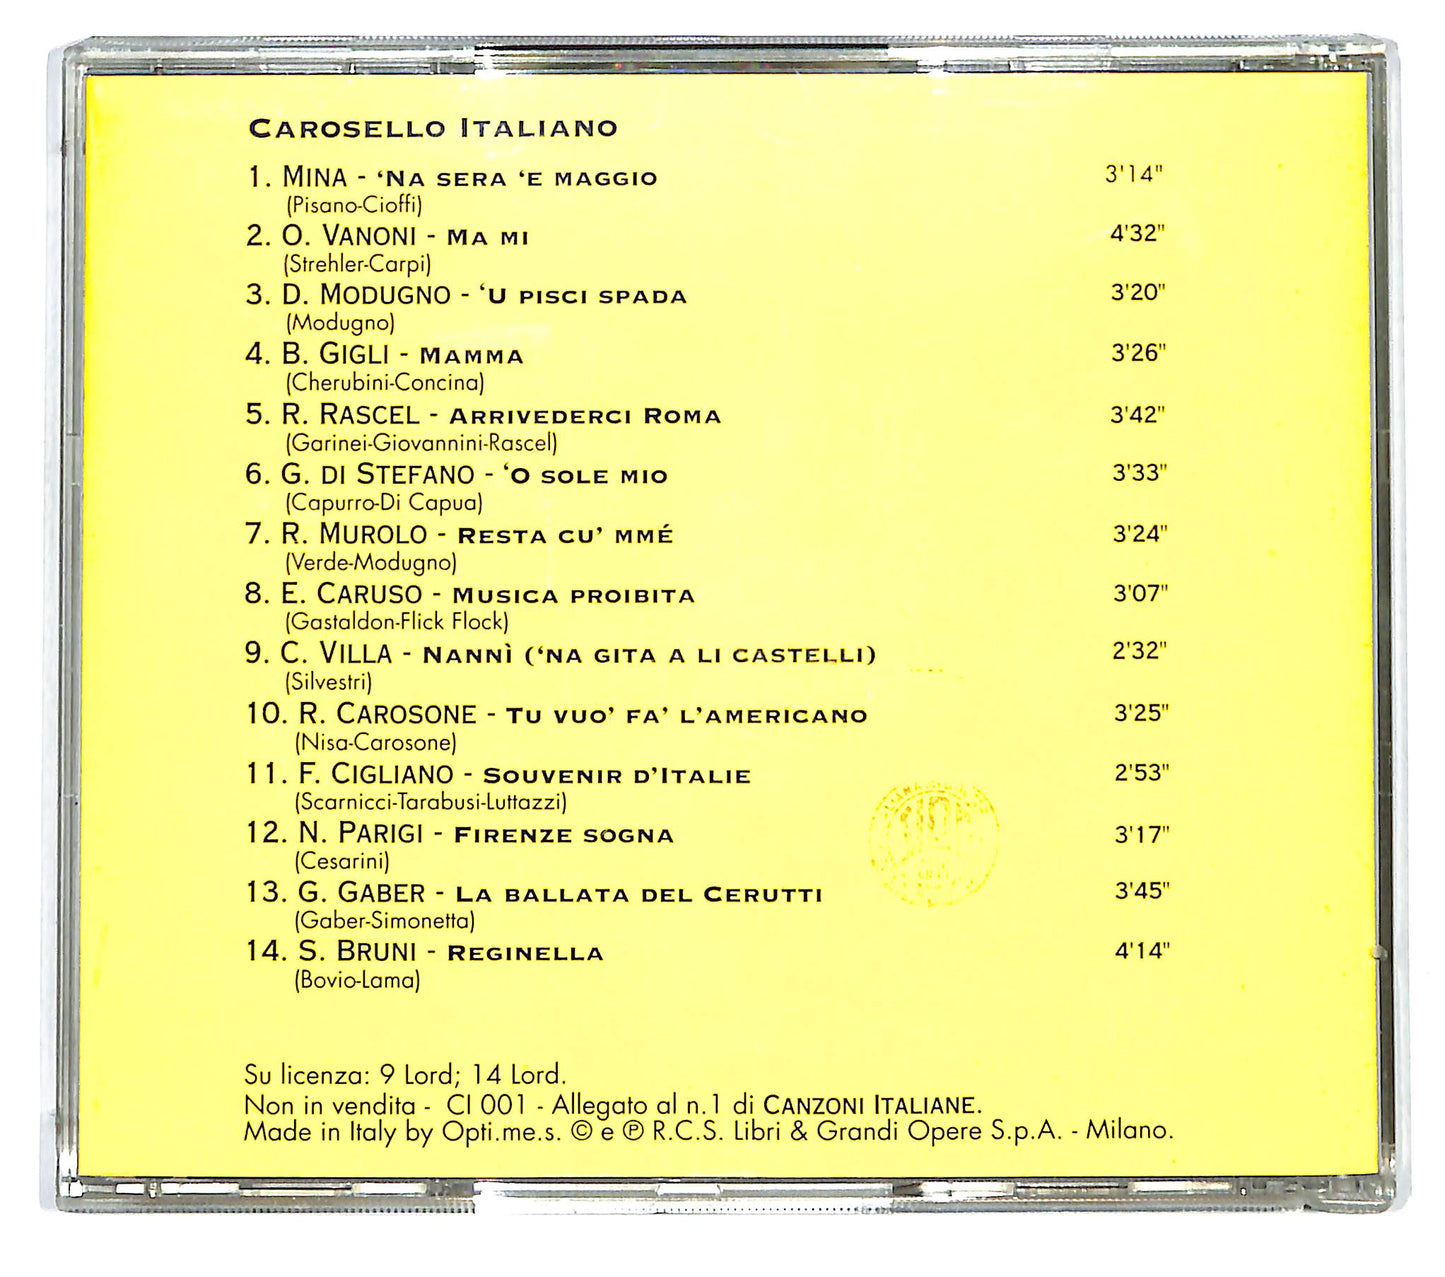 CAROSELLO ITALIANO
1. MINA - ‘NA SERA ‘E MAGGIO 3'14"
(Pisano-Cioffi)
2. O. VANONI - MA MI 4'32"
(Strehler-Carpi)
3. D. MODUGNO - ‘U PISCI SPADA 3'20"
(Modugno)
4. B. GIGLI - MAMMA 3'26"
(Cherubini-Concina)
5. R. RASCEL - ARRIVEDERCI ROMA 3'42"
(Garinei-Giovannini-Rascel)
6. G. DI STEFANO - ‘O SOLE MIO 3'33"
(Capurro-Di Capua)
7. R. MUROLO - RESTA CU’ MMÉ 3'24"
(Verde-Modugno)
8. E. CARUSO - MUSICA PROIBITA 3'07"
(Gastaldon-Flick Flock)
9. C. VILLA - NANNÌ (‘NA GITA A LI CASTELLI) 2'32"
(Silvestri)
10. R. CAROSONE - TU VUO’ FA’ L’AMERICANO 3'25"
(Nisa-Carosone)
11. F. CIGLIANO - SOUVENIR D’ITALIE 2'53"
(Scarnicci-Tarabusi-Luttazzi)
12. N. PARIGI - FIRENZE SOGNA 3'17"
(Cesarini)
13. G. GABER - LA BALLATA DEL CERUTTI 3'45"
(Gaber-Simonetta)
14. S. BRUNI - REGINELLA 4'14"
(Bovio-Lama)
Su licenza: 9 Lord; 14 Lord.
Non in vendita - CI 001 - Allegato al n.1 di CANZONI ITALIANE.
Made in Italy by Opti.me.s. © e ℗ R.C.S. Libri & Grandi Opere S.p.A. - Milano.